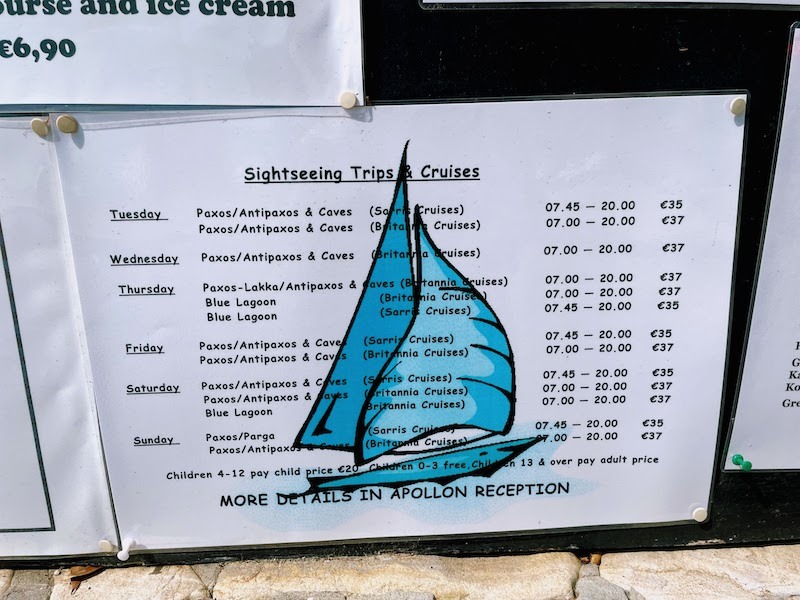 ourse and ice cream
€6,90
Sightseeing Trips & Cruises
Tuesday Paxos/Antipaxos & Caves (Sarris Cruises) 07.45 – 20.00 €35
Paxos/Antipaxos & Caves (Britannia Cruises) 07.00 – 20.00 €37
Wednesday Paxos/Antipaxos & Caves (Britannia Cruises) 07.00 – 20.00 €37
Thursday Paxos-Lakka/Antipaxos & Caves (Britannia Cruises) 07.00 – 20.00 €37
Blue Lagoon (Britannia Cruises) 07.00 – 20.00 €37
Blue Lagoon (Sarris Cruises) 07.45 – 20.00 €35
Friday Paxos/Antipaxos & Caves (Sarris Cruises) 07.45 – 20.00 €35
Paxos/Antipaxos & Caves (Britannia Cruises) 07.00 – 20.00 €37
Saturday Paxos/Antipaxos & Caves (Sarris Cruises) 07.45 – 20.00 €35
Paxos/Antipaxos & Caves (Britannia Cruises) 07.00 – 20.00 €37
Blue Lagoon (Britannia Cruises) 07.00 – 20.00 €37
Sunday Paxos/Parga (Sarris Cruises) 07.45 – 20.00 €35
Paxos/Antipaxos & Caves (Britannia Cruises) 07.00 – 20.00 €37
Children 4-12 pay child price €20 Children 0-3 free, Children 13 & over pay adult price
MORE DETAILS IN APOLLON RECEPTION
G
Ka
Ko
Gre